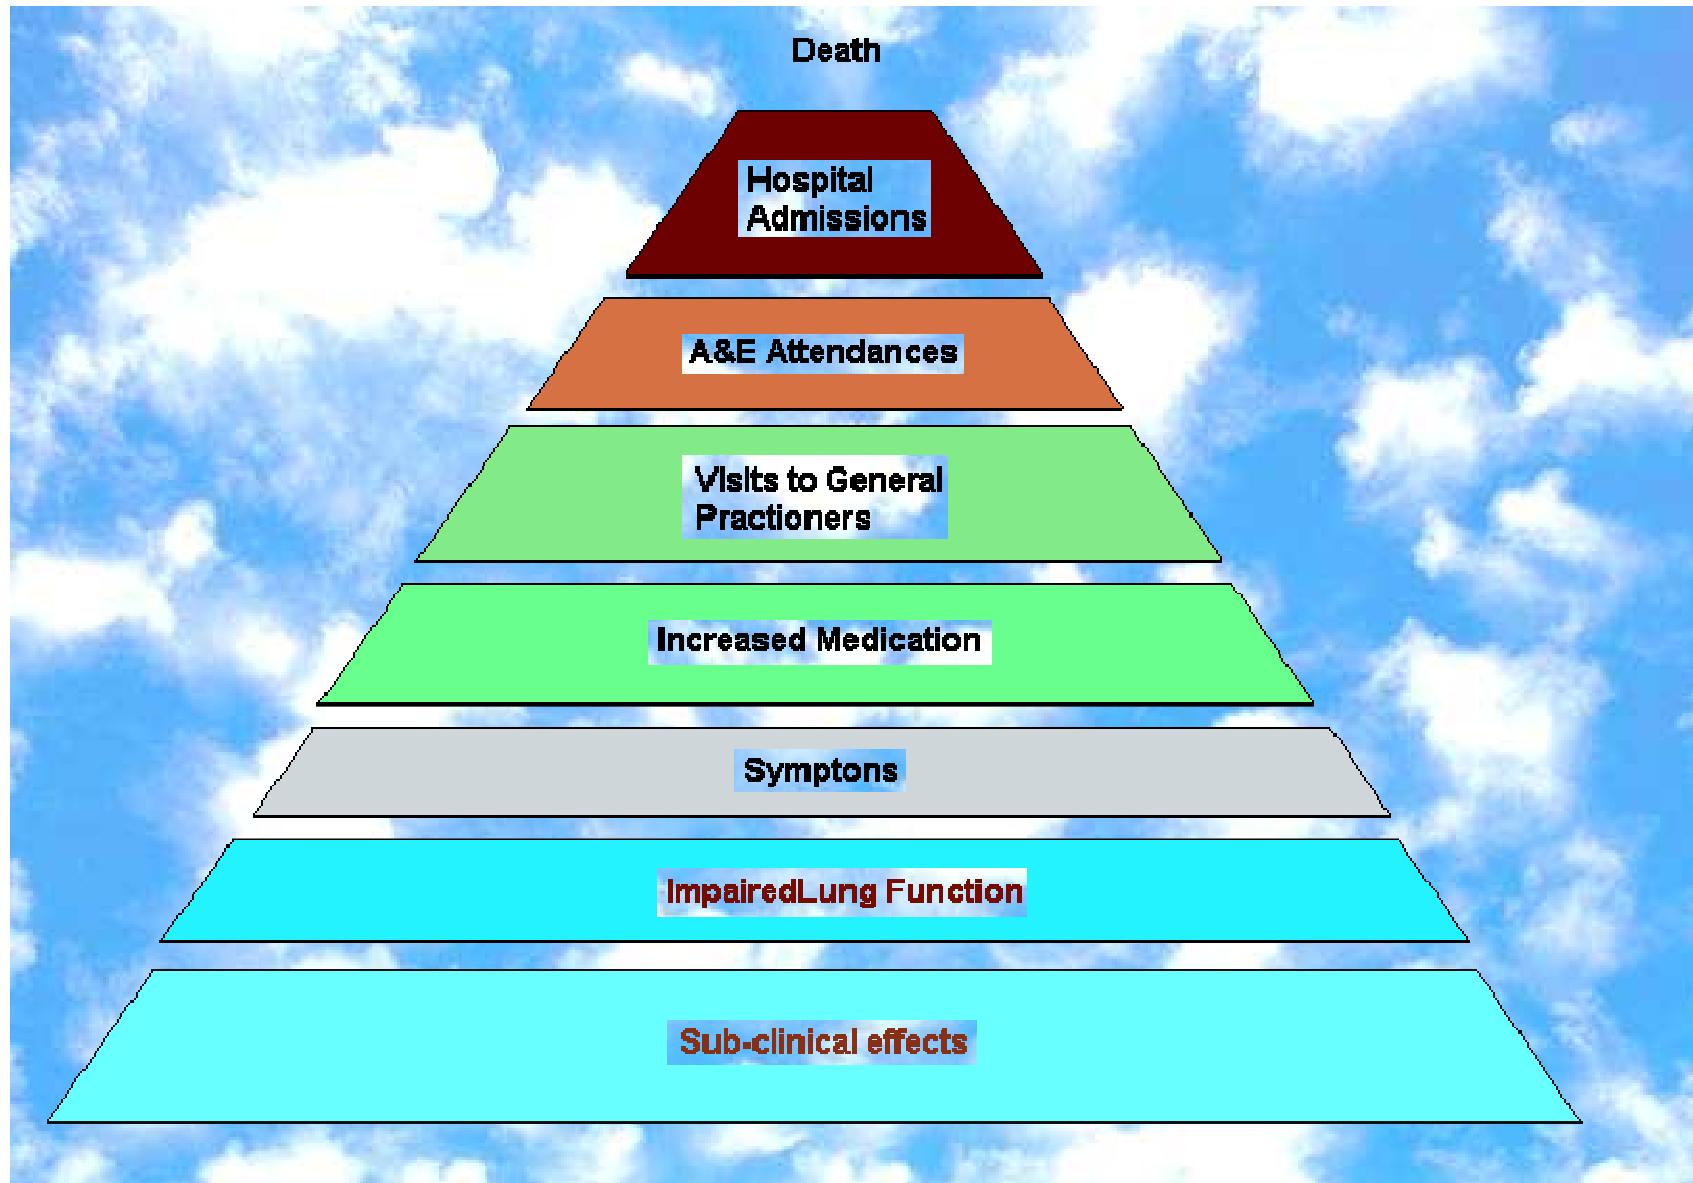 Death
Hospital
Admissions
A&E Attendances
Visits to General
Practioners
Increased Medication
Symptons
ImpairedLung Function
Sub-clinical effects